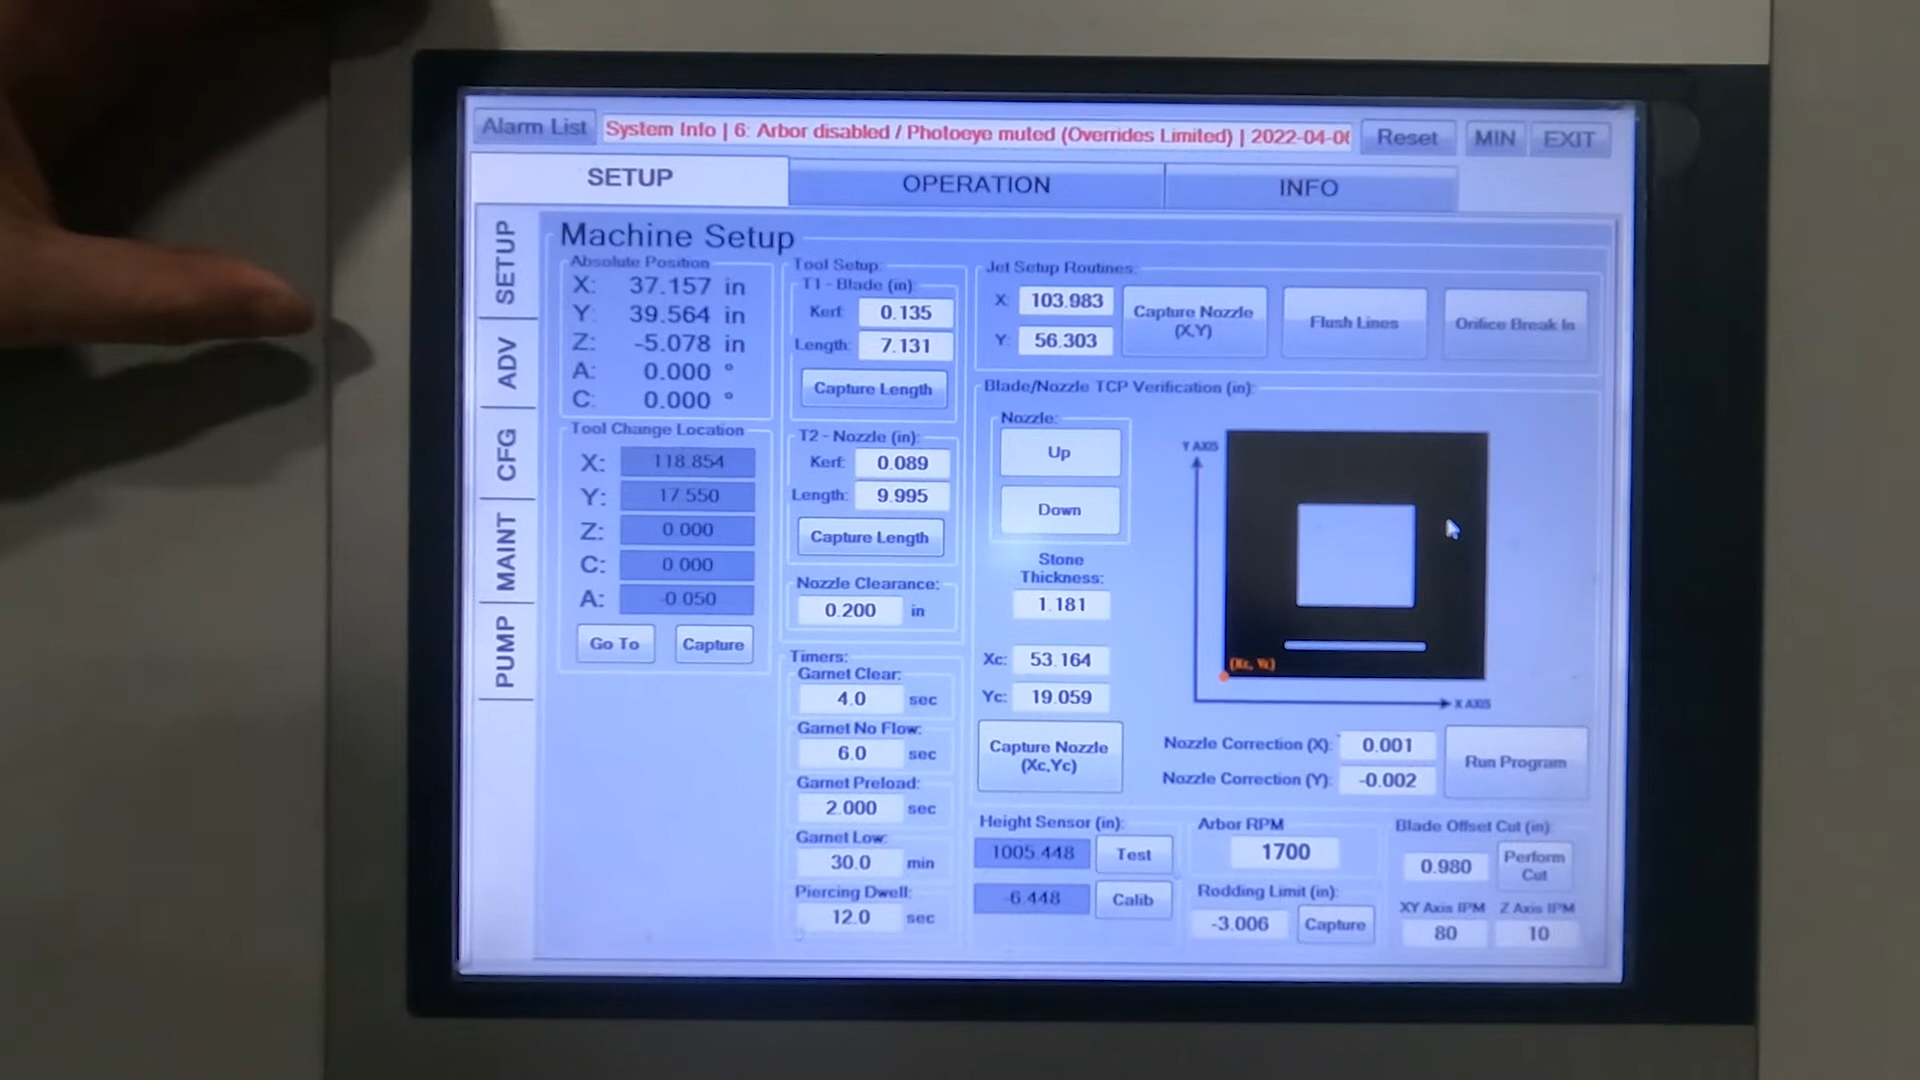 Alarm List
System Info | 6: Arbor disabled / Photoeye muted (Overrides Limited) | 2022-04-06
Reset
MIN
EXIT
SETUP
OPERATION
INFO
SETUP
ADV
CFG
MAINT
PUMP
Machine Setup
Absolute Position
X: 37.157 in
Y: 39.564 in
Z: -5.078 in
A: 0.000 °
C: 0.000 °
Tool Change Location
X: 118.854
Y: 17.550
Z: 0.000
C: 0.000
A: -0.050
Go To
Capture
Tool Setup:
T1 - Blade (in)
Kerf: 0.135
Length: 7.131
Capture Length
T2 - Nozzle (in):
Kerf: 0.089
Length: 9.995
Capture Length
Nozzle Clearance:
0.200 in
Timers:
Garnet Clear:
4.0 sec
Garnet No Flow:
6.0 sec
Garnet Preload:
2.000 sec
Garnet Low:
30.0 min
Piercing Dwell:
12.0 sec
Jet Setup Routines:
X: 103.983
Y: 56.303
Capture Nozzle
(X,Y)
Flush Lines
Orifice Break In
Blade/Nozzle TCP Verification (in):
Nozzle:
Up
Down
Stone
Thickness:
1.181
Xc: 53.164
Yc: 19.059
Capture Nozzle
(Xc,Yc)
Y AXIS
(Xc, Yc)
X AXIS
Nozzle Correction (X): 0.001
Nozzle Correction (Y): -0.002
Run Program
Height Sensor (in):
1005.448
Test
-6.448
Calib
Arbor RPM
1700
Rodding Limit (in):
-3.006
Capture
Blade Offset Cut (in)
0.980
Perform
Cut
XY Axis IPM
80
Z Axis IPM
10